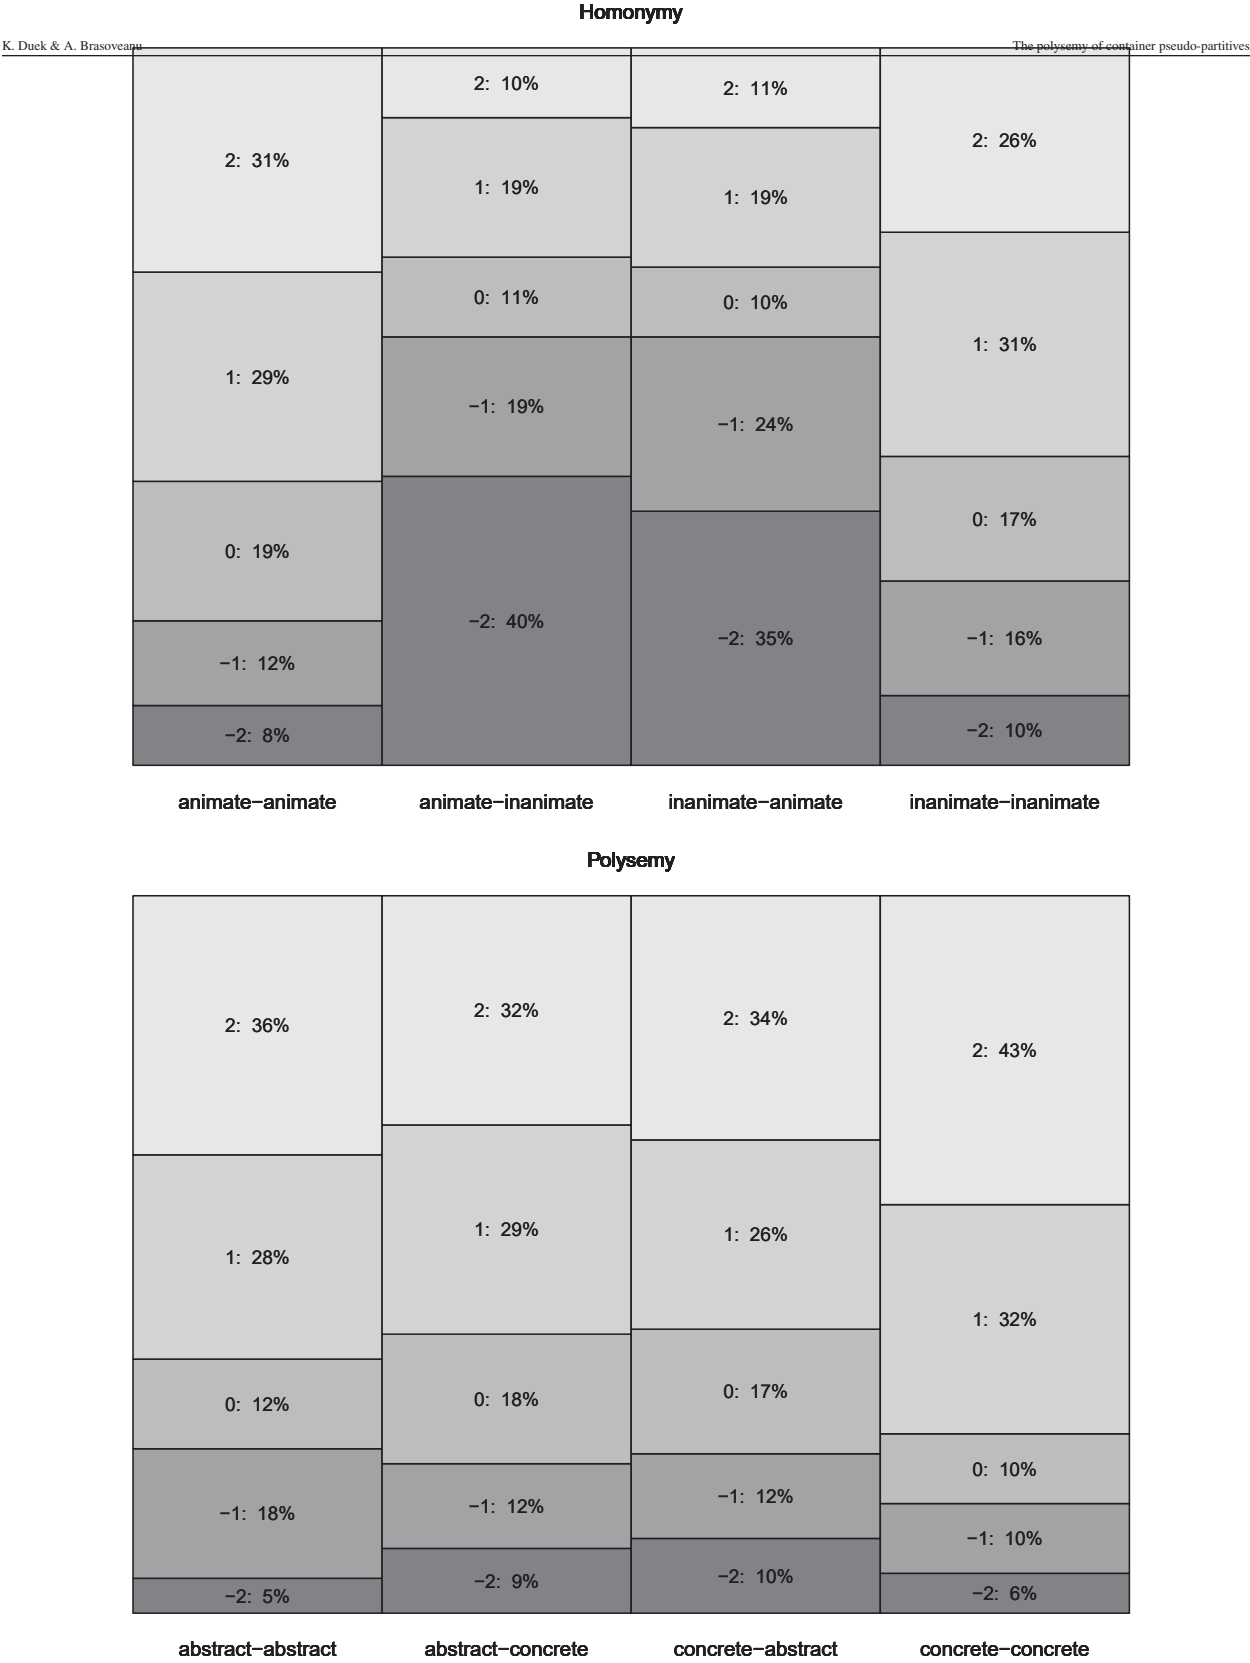 Homonymy
K. Duek & A. Brasoveanu The polysemy of container pseudo-partitives
2: 31% 2: 10% 2: 11% 2: 26%
1: 29% 1: 19% 1: 19% 1: 31%
0: 19% 0: 11% 0: 10% 0: 17%
−1: 12% −1: 19% −1: 24% −1: 16%
−2: 8% −2: 40% −2: 35% −2: 10%
animate−animate animate−inanimate inanimate−animate inanimate−inanimate
Polysemy
2: 36% 2: 32% 2: 34% 2: 43%
1: 28% 1: 29% 1: 26% 1: 32%
0: 12% 0: 18% 0: 17% 0: 10%
−1: 18% −1: 12% −1: 12% −1: 10%
−2: 5% −2: 9% −2: 10% −2: 6%
abstract−abstract abstract−concrete concrete−abstract concrete−concrete